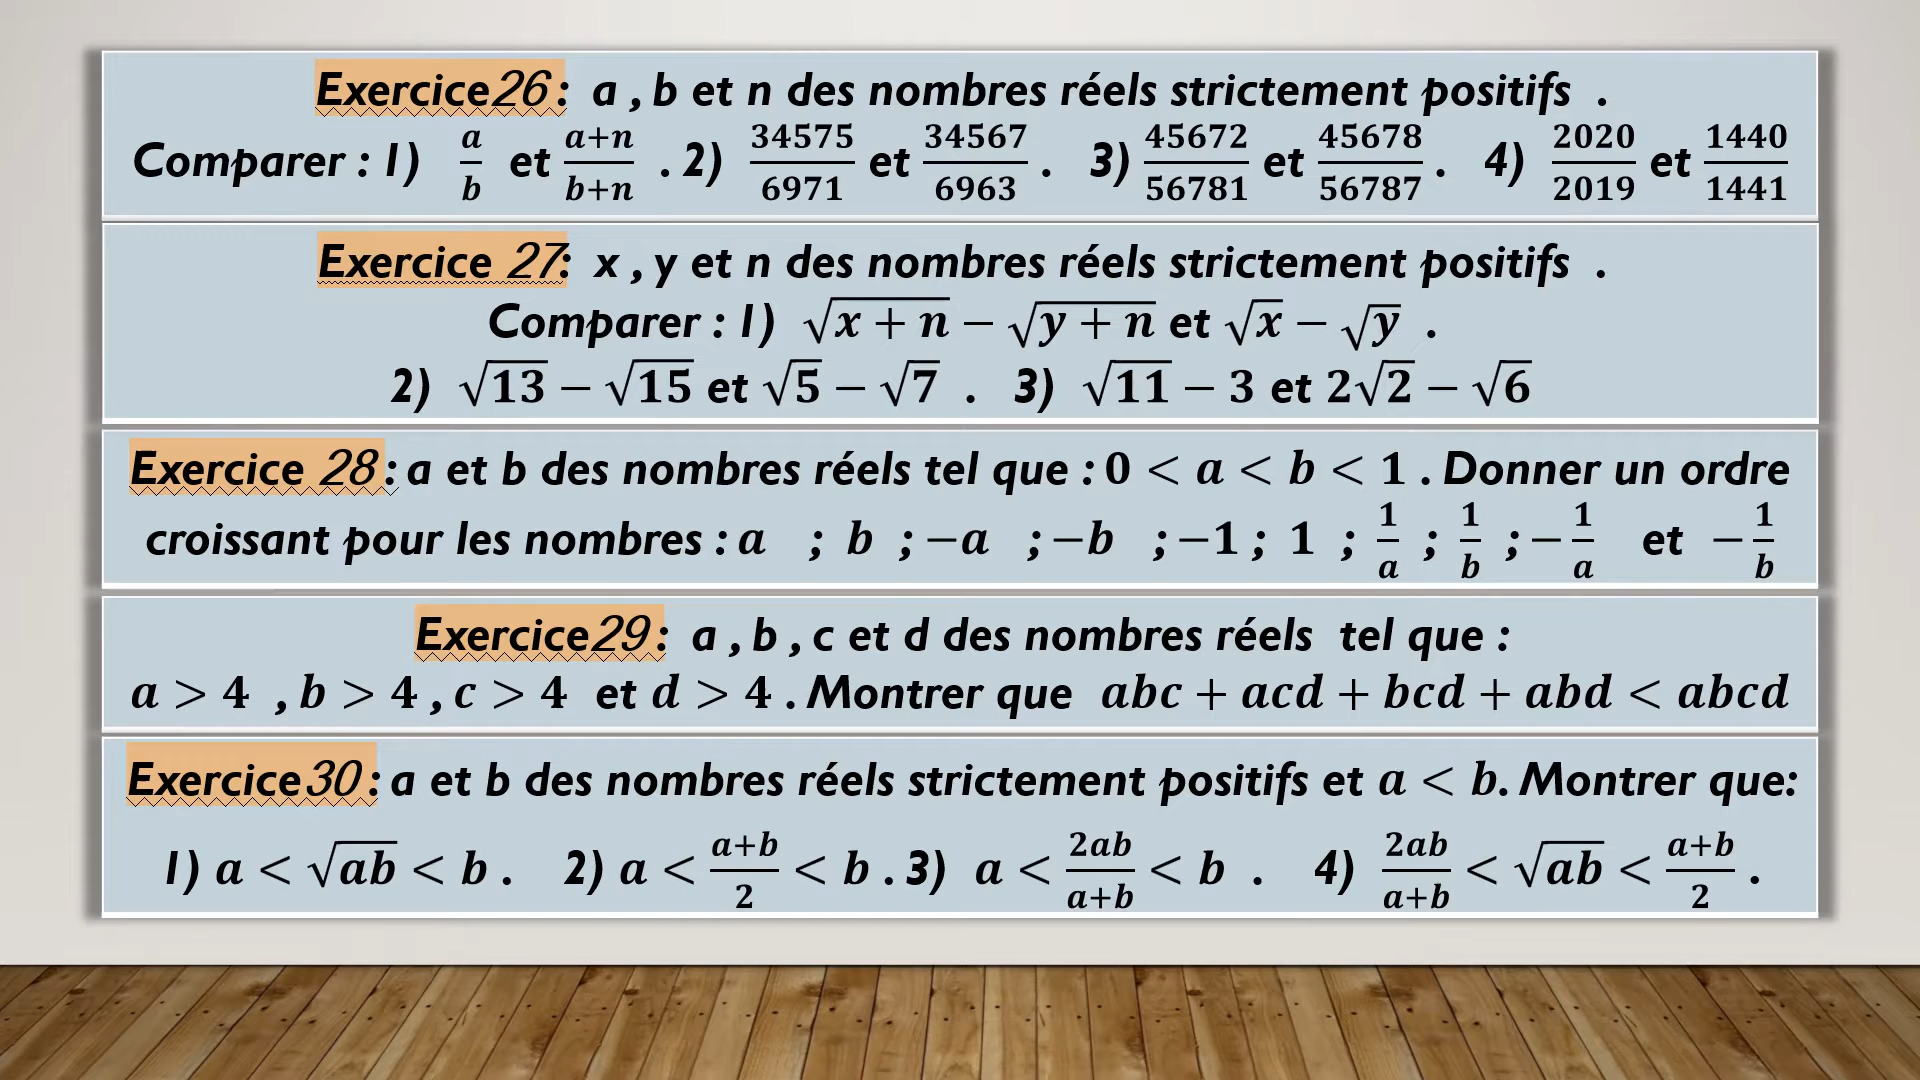 Exercice26: a , b et n des nombres réels strictement positifs .
Comparer : 1) a/b et a+n/b+n . 2) 34575/6971 et 34567/6963 . 3) 45672/56781 et 45678/56787 . 4) 2020/2019 et 1440/1441
Exercice 27: x , y et n des nombres réels strictement positifs .
Comparer : 1) √(x + n) − √(y + n) et √x − √y .
2) √13 − √15 et √5 − √7 . 3) √11 − 3 et 2√2 − √6
Exercice 28: a et b des nombres réels tel que : 0 < a < b < 1 . Donner un ordre
croissant pour les nombres : a ; b ; −a ; −b ; −1 ; 1 ; 1/a ; 1/b ; −1/a et −1/b
Exercice29: a , b , c et d des nombres réels tel que :
a > 4 , b > 4 , c > 4 et d > 4 . Montrer que abc + acd + bcd + abd < abcd
Exercice30: a et b des nombres réels strictement positifs et a < b. Montrer que:
1) a < √ab < b . 2) a < a+b/2 < b . 3) a < 2ab/a+b < b . 4) 2ab/a+b < √ab < a+b/2 .